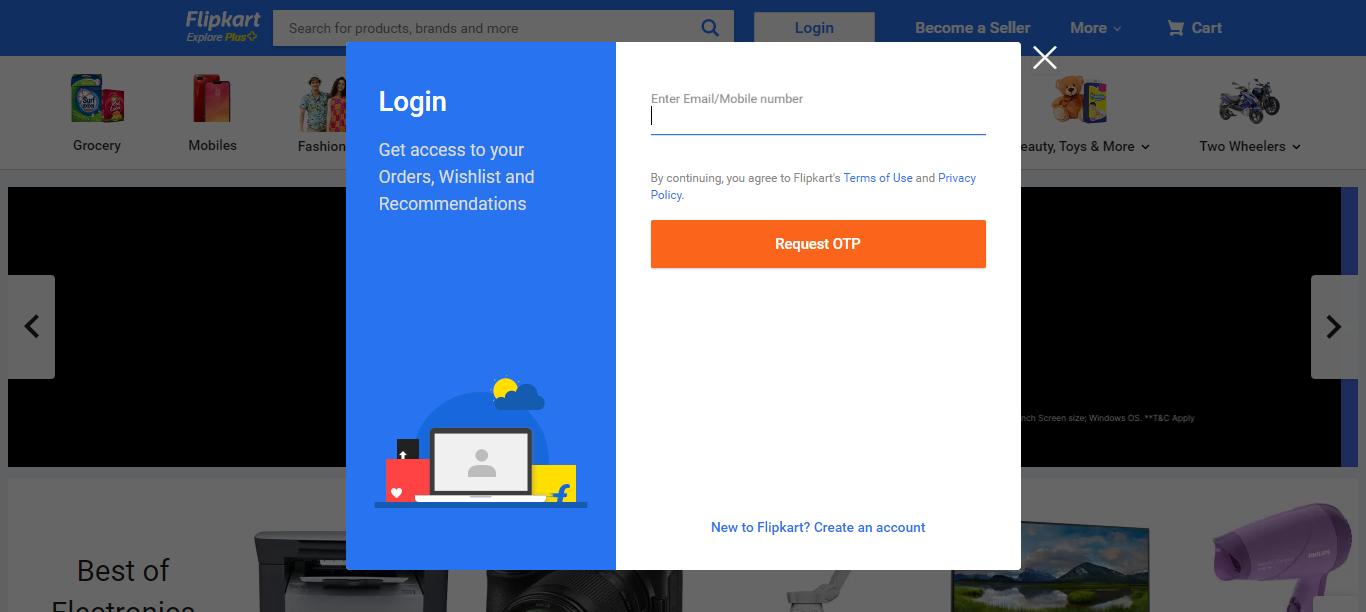 Flipkart
Explore Plus
Search for products, brands and more
Login
Become a Seller
More
Cart
Grocery
Mobiles
Fashion
eauty, Toys & More
Two Wheelers
Login
Get access to your
Orders, Wishlist and
Recommendations
Enter Email/Mobile number
By continuing, you agree to Flipkart's Terms of Use and Privacy
Policy.
Request OTP
New to Flipkart? Create an account
nch Screen size; Windows OS. **T&C Apply
Best of
Electronics
PHILIPS